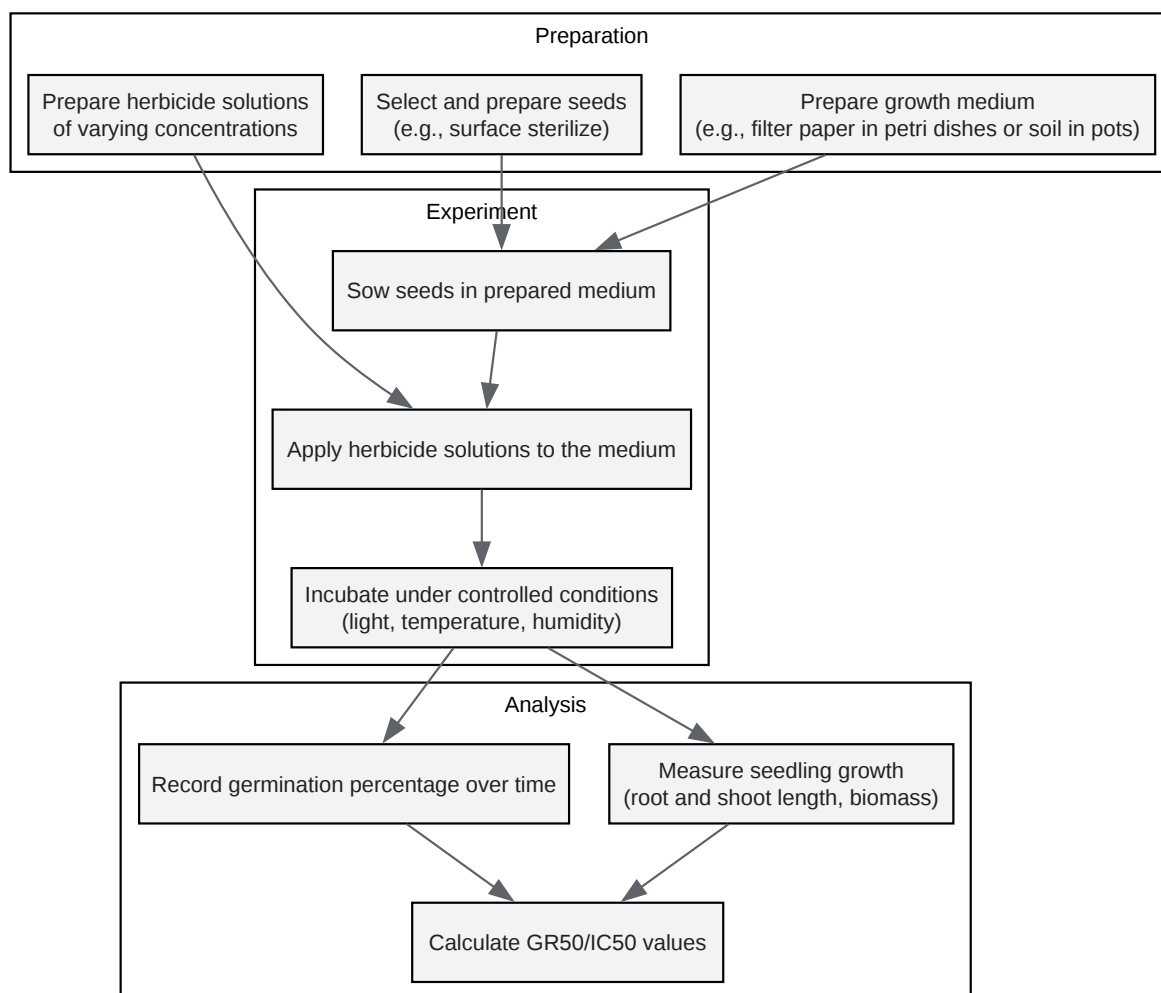 Preparation
Prepare herbicide solutions
of varying concentrations
Select and prepare seeds
(e.g., surface sterilize)
Prepare growth medium
(e.g., filter paper in petri dishes or soil in pots)
Experiment
Sow seeds in prepared medium
Apply herbicide solutions to the medium
Incubate under controlled conditions
(light, temperature, humidity)
Analysis
Record germination percentage over time
Measure seedling growth
(root and shoot length, biomass)
Calculate GR50/IC50 values